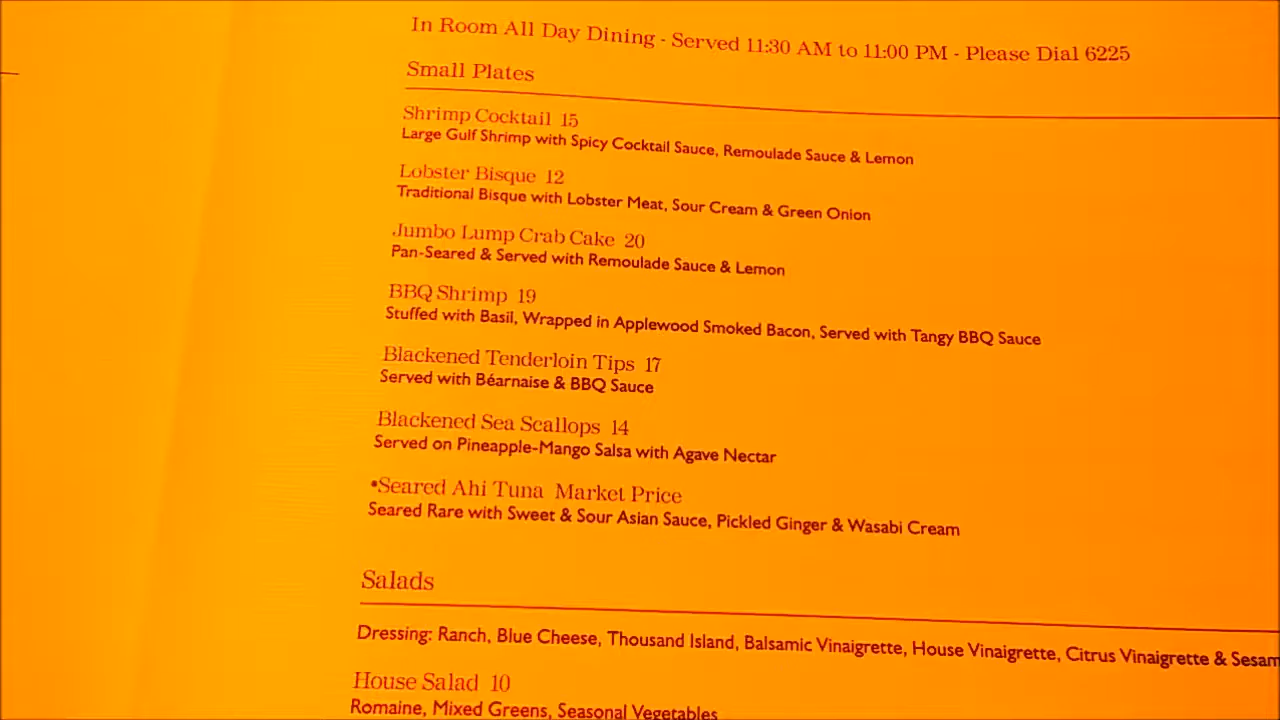 In Room All Day Dining - Served 11:30 AM to 11:00 PM - Please Dial 6225
Small Plates
Shrimp Cocktail 15
Large Gulf Shrimp with Spicy Cocktail Sauce, Remoulade Sauce & Lemon
Lobster Bisque 12
Traditional Bisque with Lobster Meat, Sour Cream & Green Onion
Jumbo Lump Crab Cake 20
Pan-Seared & Served with Remoulade Sauce & Lemon
BBQ Shrimp 19
Stuffed with Basil, Wrapped in Applewood Smoked Bacon, Served with Tangy BBQ Sauce
Blackened Tenderloin Tips 17
Served with Béarnaise & BBQ Sauce
Blackened Sea Scallops 14
Served on Pineapple-Mango Salsa with Agave Nectar
•Seared Ahi Tuna Market Price
Seared Rare with Sweet & Sour Asian Sauce, Pickled Ginger & Wasabi Cream
Salads
Dressing: Ranch, Blue Cheese, Thousand Island, Balsamic Vinaigrette, House Vinaigrette, Citrus Vinaigrette & Sesam
House Salad 10
Romaine, Mixed Greens, Seasonal Vegetables